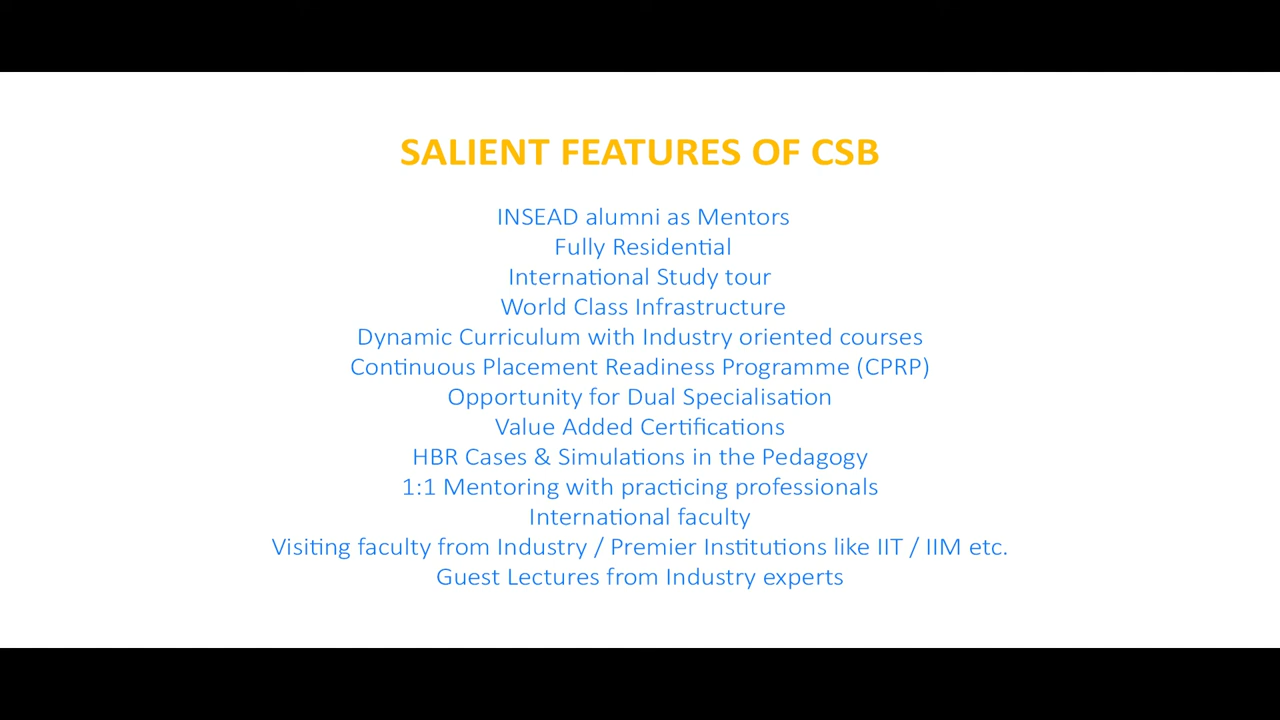 SALIENT FEATURES OF CSB
INSEAD alumni as Mentors
Fully Residential
International Study tour
World Class Infrastructure
Dynamic Curriculum with Industry oriented courses
Continuous Placement Readiness Programme (CPRP)
Opportunity for Dual Specialisation
Value Added Certifications
HBR Cases & Simulations in the Pedagogy
1:1 Mentoring with practicing professionals
International faculty
Visiting faculty from Industry / Premier Institutions like IIT / IIM etc.
Guest Lectures from Industry experts